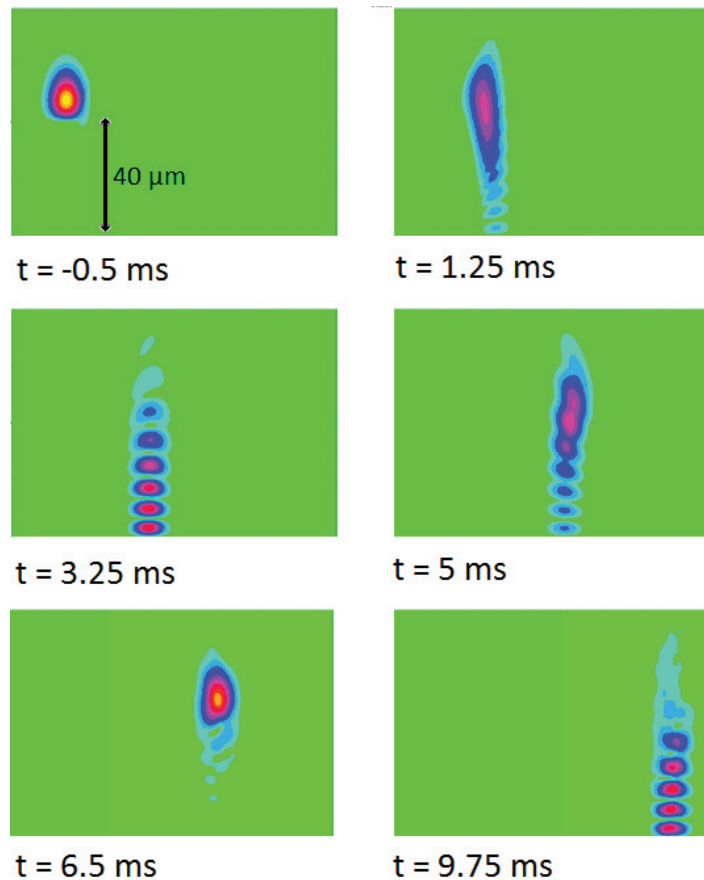 40 μm
t = -0.5 ms
t = 1.25 ms
t = 3.25 ms
t = 5 ms
t = 6.5 ms
t = 9.75 ms